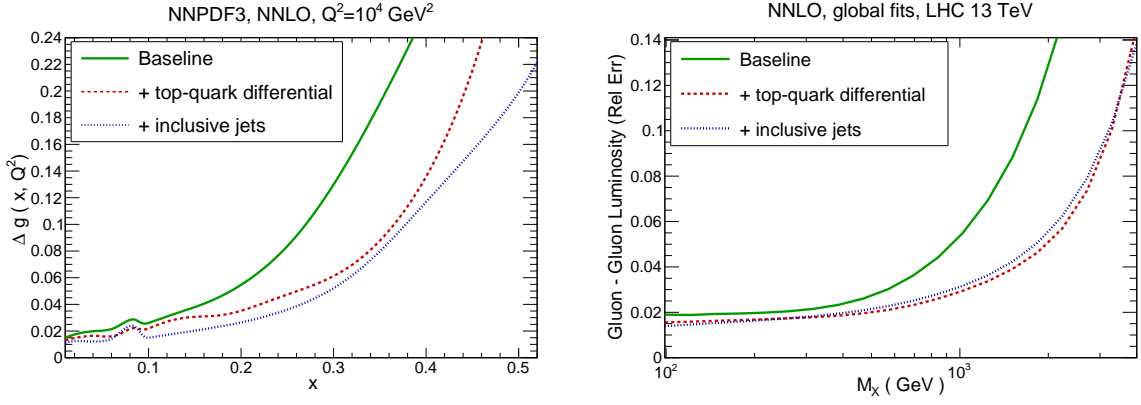 NNPDF3, NNLO, Q²=10⁴ GeV²
Δ g ( x, Q²)
0.24
0.22
0.2
0.18
0.16
0.14
0.12
0.1
0.08
0.06
0.04
0.02
0
Baseline
+ top-quark differential
+ inclusive jets
0.1 0.2 0.3 0.4 0.5
x
NNLO, global fits, LHC 13 TeV
Gluon - Gluon Luminosity (Rel Err)
0.14
0.12
0.1
0.08
0.06
0.04
0.02
0
Baseline
+ top-quark differential
+ inclusive jets
10² 10³
M_X ( GeV )